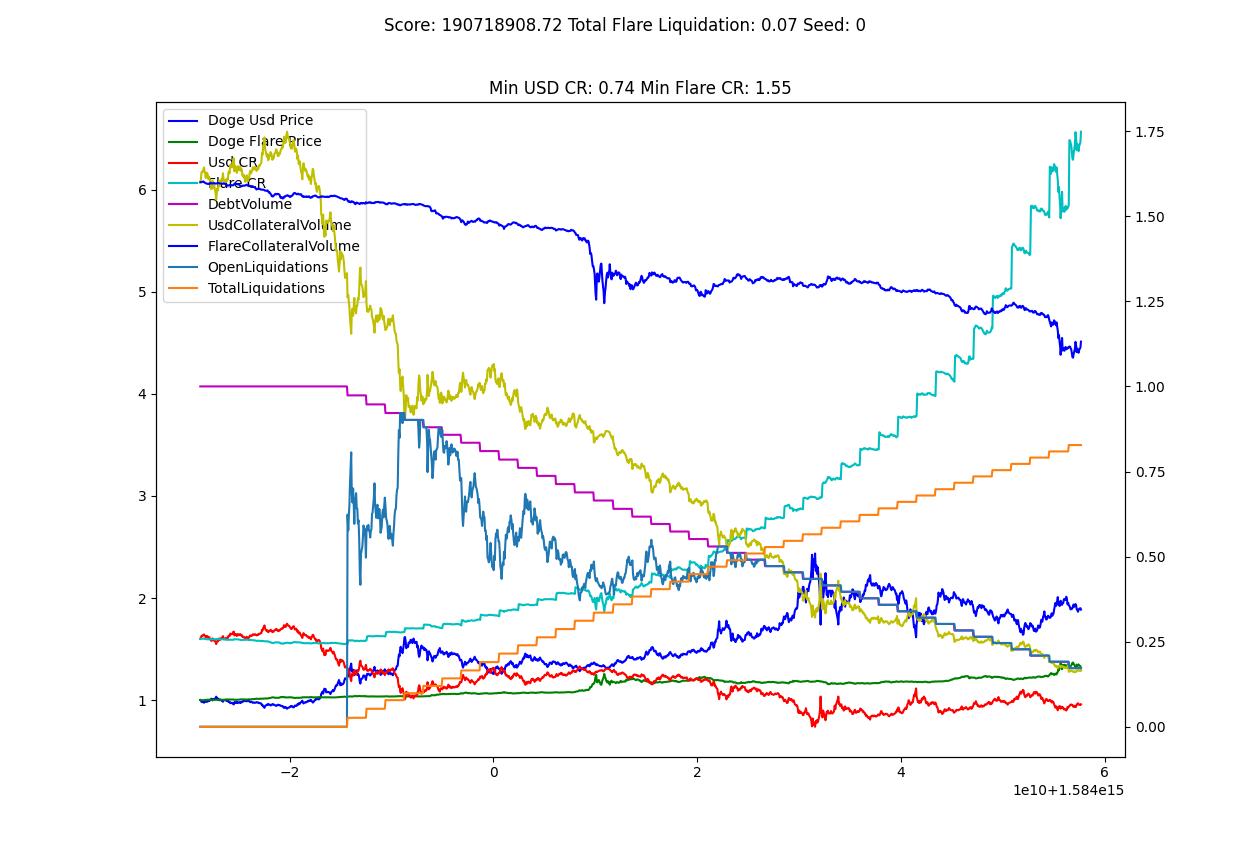 Score: 190718908.72 Total Flare Liquidation: 0.07 Seed: 0
Min USD CR: 0.74 Min Flare CR: 1.55
Doge Usd Price
Doge Flare Price
Usd CR
Flare CR
DebtVolume
UsdCollateralVolume
FlareCollateralVolume
OpenLiquidations
TotalLiquidations
6
5
4
3
2
1
1.75
1.50
1.25
1.00
0.75
0.50
0.25
0.00
−2 0 2 4 6
1e10+1.584e15